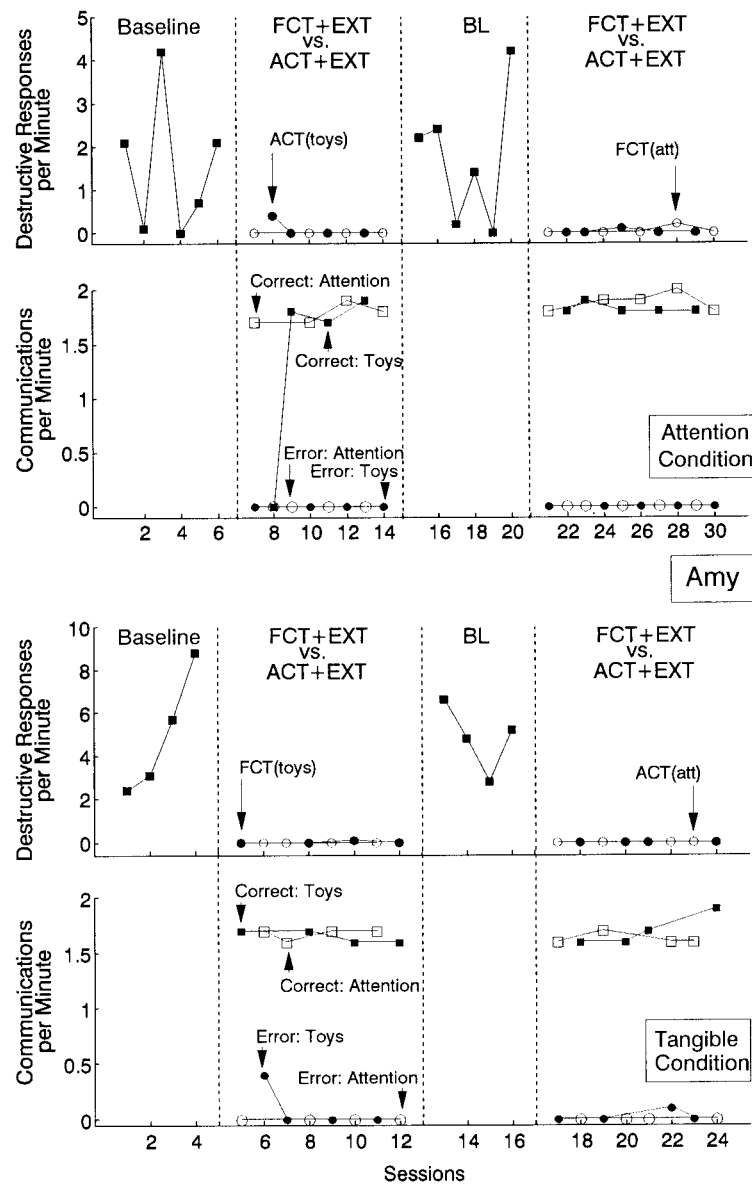 Baseline
FCT+EXT
vs.
ACT+EXT
BL
FCT+EXT
vs.
ACT+EXT
Destructive Responses
per Minute
5
4
3
2
1
0
ACT(toys)
FCT(att)
Communications
per Minute
2
1.5
1
0.5
0
Correct: Attention
Correct: Toys
Error: Attention
Error: Toys
Attention
Condition
2 4 6 8 10 12 14 16 18 20 22 24 26 28 30
Amy
Baseline
FCT+EXT
vs.
ACT+EXT
BL
FCT+EXT
vs.
ACT+EXT
Destructive Responses
per Minute
10
8
6
4
2
0
FCT(toys)
ACT(att)
Communications
per Minute
2
1.5
1
0.5
0
Correct: Toys
Correct: Attention
Error: Toys
Error: Attention
Tangible
Condition
2 4 6 8 10 12 14 16 18 20 22 24
Sessions